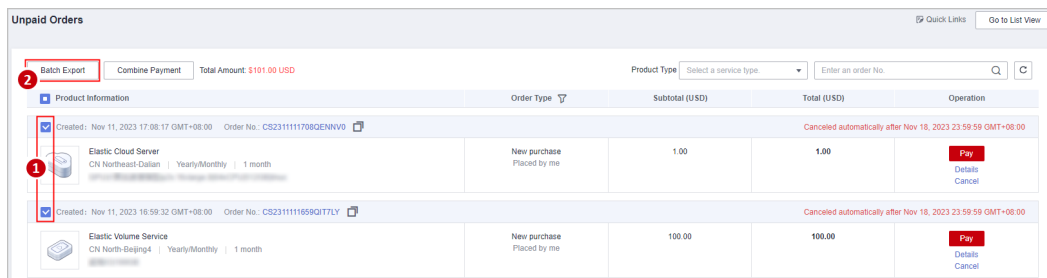 Unpaid Orders
Quick Links
Go to List View
Batch Export
Combine Payment
Total Amount: $101.00 USD
Product Type
Select a service type.
Enter an order No.
2
Product Information
Order Type
Subtotal (USD)
Total (USD)
Operation
Created: Nov 11, 2023 17:08:17 GMT+08:00 Order No.: CS2311111708QENNV0
Canceled automatically after Nov 18, 2023 23:59:59 GMT+08:00
1
Elastic Cloud Server
CN Northeast-Dalian | Yearly/Monthly | 1 month
New purchase
Placed by me
1.00
1.00
Pay
Details
Cancel
Created: Nov 11, 2023 16:59:32 GMT+08:00 Order No.: CS2311111659QIT7LY
Canceled automatically after Nov 18, 2023 23:59:59 GMT+08:00
Elastic Volume Service
CN North-Beijing4 | Yearly/Monthly | 1 month
New purchase
Placed by me
100.00
100.00
Pay
Details
Cancel